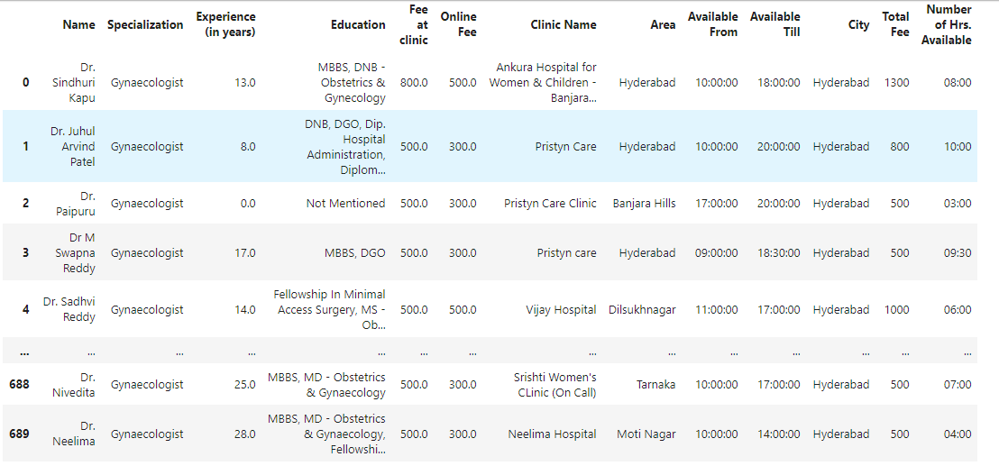 Name Specialization Experience (in years) Education Fee at clinic Online Fee Clinic Name Area Available From Available Till City Total Fee Number of Hrs. Available
0 Dr. Sindhuri Kapu Gynaecologist 13.0 MBBS, DNB - Obstetrics & Gynecology 800.0 500.0 Ankura Hospital for Women & Children - Banjara... Hyderabad 10:00:00 18:00:00 Hyderabad 1300 08:00
1 Dr. Juhul Arvind Patel Gynaecologist 8.0 DNB, DGO, Dip. Hospital Administration, Diplom... 500.0 300.0 Pristyn Care Hyderabad 10:00:00 20:00:00 Hyderabad 800 10:00
2 Dr. Paipuru Gynaecologist 0.0 Not Mentioned 500.0 300.0 Pristyn Care Clinic Banjara Hills 17:00:00 20:00:00 Hyderabad 500 03:00
3 Dr M Swapna Reddy Gynaecologist 17.0 MBBS, DGO 500.0 300.0 Pristyn care Hyderabad 09:00:00 18:30:00 Hyderabad 500 09:30
4 Dr. Sadhvi Reddy Gynaecologist 14.0 Fellowship In Minimal Access Surgery, MS - Ob... 500.0 500.0 Vijay Hospital Dilsukhnagar 11:00:00 17:00:00 Hyderabad 1000 06:00
... ... ... ... ... ... ... ... ... ... ... ... ... ...
688 Dr. Nivedita Gynaecologist 25.0 MBBS, MD - Obstetrics & Gynaecology 500.0 300.0 Srishti Women's CLinic (On Call) Tarnaka 10:00:00 17:00:00 Hyderabad 500 07:00
689 Dr. Neelima Gynaecologist 28.0 MBBS, MD - Obstetrics & Gynaecology, Fellowshi... 500.0 300.0 Neelima Hospital Moti Nagar 10:00:00 14:00:00 Hyderabad 500 04:00